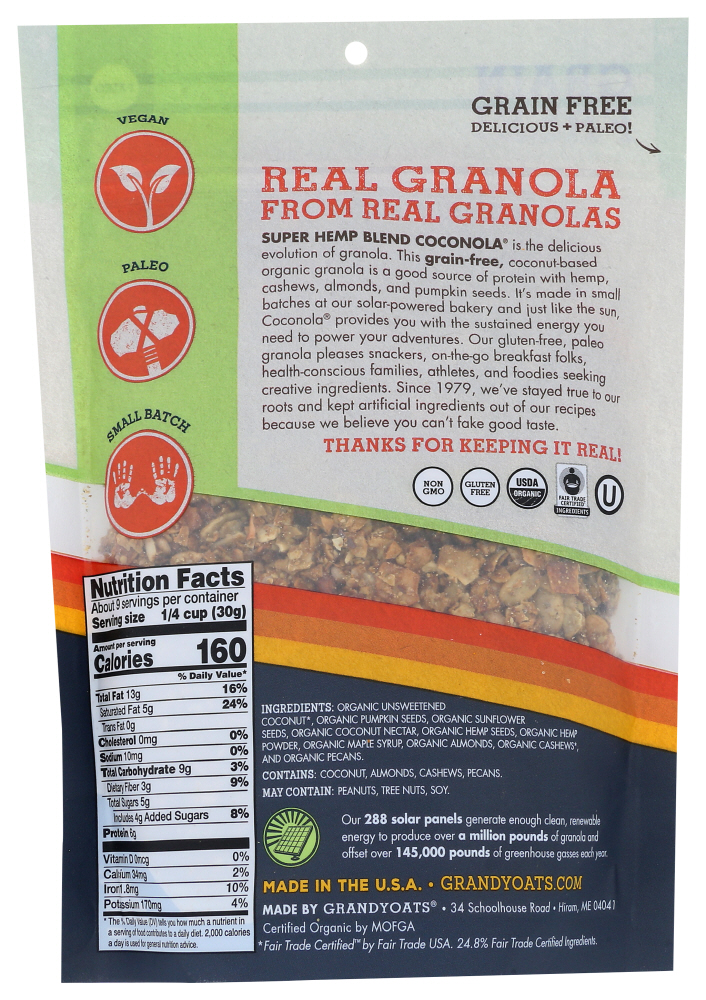 GRAIN FREE
DELICIOUS + PALEO!
VEGAN
PALEO
SMALL BATCH
REAL GRANOLA
FROM REAL GRANOLAS
SUPER HEMP BLEND COCONOLA® is the delicious
evolution of granola. This grain-free, coconut-based
organic granola is a good source of protein with hemp,
cashews, almonds, and pumpkin seeds. It's made in small
batches at our solar-powered bakery and just like the sun,
Coconola® provides you with the sustained energy you
need to power your adventures. Our gluten-free, paleo
granola pleases snackers, on-the-go breakfast folks,
health-conscious families, athletes, and foodies seeking
creative ingredients. Since 1979, we've stayed true to our
roots and kept artificial ingredients out of our recipes
because we believe you can't fake good taste.
THANKS FOR KEEPING IT REAL!
NON
GMO
GLUTEN
FREE
USDA
ORGANIC
FAIR TRADE
CERTIFIED
INGREDIENTS
U
Nutrition Facts
About 9 servings per container
Serving size 1/4 cup (30g)
Amount per serving
Calories 160
% Daily Value*
Total Fat 13g 16%
Saturated Fat 5g 24%
Trans Fat 0g
Cholesterol 0mg 0%
Sodium 10mg 0%
Total Carbohydrate 9g 3%
Dietary Fiber 3g 9%
Total Sugars 5g
Includes 4g Added Sugars 8%
Protein 6g
Vitamin D 0mcg 0%
Calcium 34mg 2%
Iron1.8mg 10%
Potassium 170mg 4%
* The % Daily Value (DV) tells you how much a nutrient in
a serving of food contributes to a daily diet. 2,000 calories
a day is used for general nutrition advice.
INGREDIENTS: ORGANIC UNSWEETENED
COCONUT*, ORGANIC PUMPKIN SEEDS, ORGANIC SUNFLOWER
SEEDS, ORGANIC COCONUT NECTAR, ORGANIC HEMP SEEDS, ORGANIC HEMP
POWDER, ORGANIC MAPLE SYRUP, ORGANIC ALMONDS, ORGANIC CASHEWS*,
AND ORGANIC PECANS.
CONTAINS: COCONUT, ALMONDS, CASHEWS, PECANS.
MAY CONTAIN: PEANUTS, TREE NUTS, SOY.
Our 288 solar panels generate enough clean, renewable
energy to produce over a million pounds of granola and
offset over 145,000 pounds of greenhouse gasses each year.
MADE IN THE U.S.A. • GRANDYOATS.COM
MADE BY GRANDYOATS® • 34 Schoolhouse Road • Hiram, ME 04041
Certified Organic by MOFGA
*Fair Trade Certified™ by Fair Trade USA. 24.8% Fair Trade Certified Ingredients.